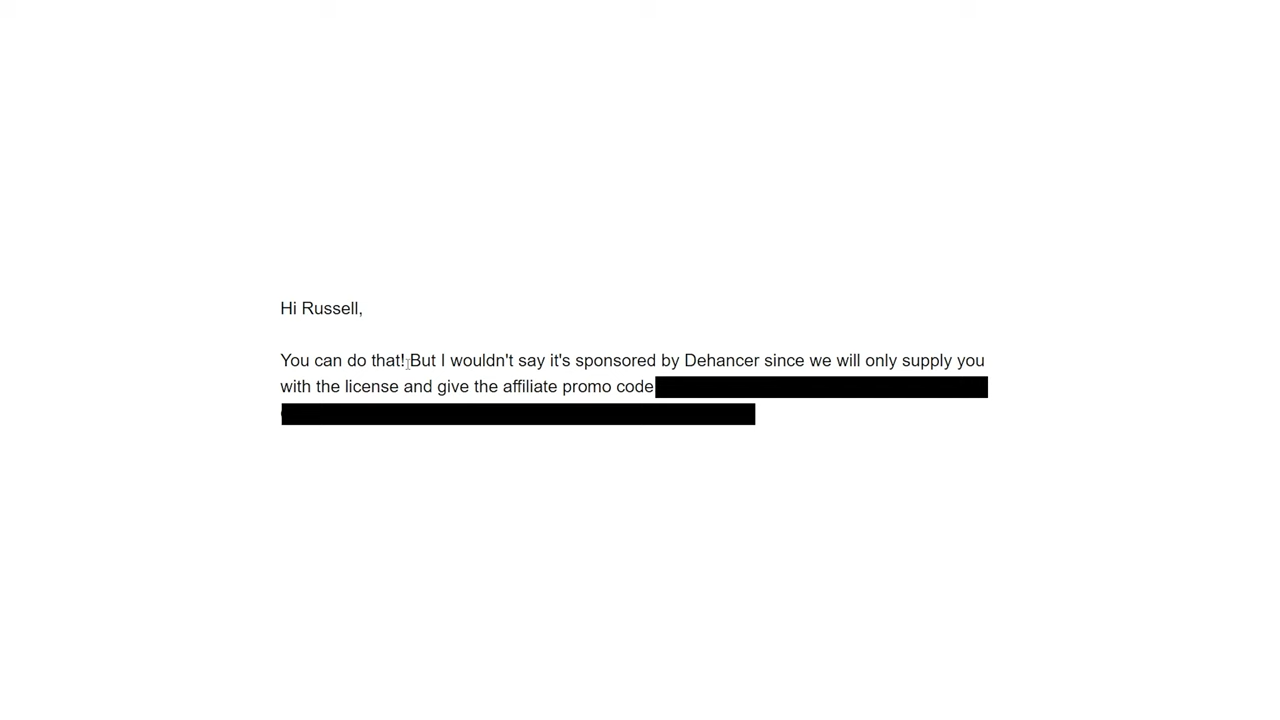 Hi Russell,
You can do that! But I wouldn't say it's sponsored by Dehancer since we will only supply you
with the license and give the affiliate promo code